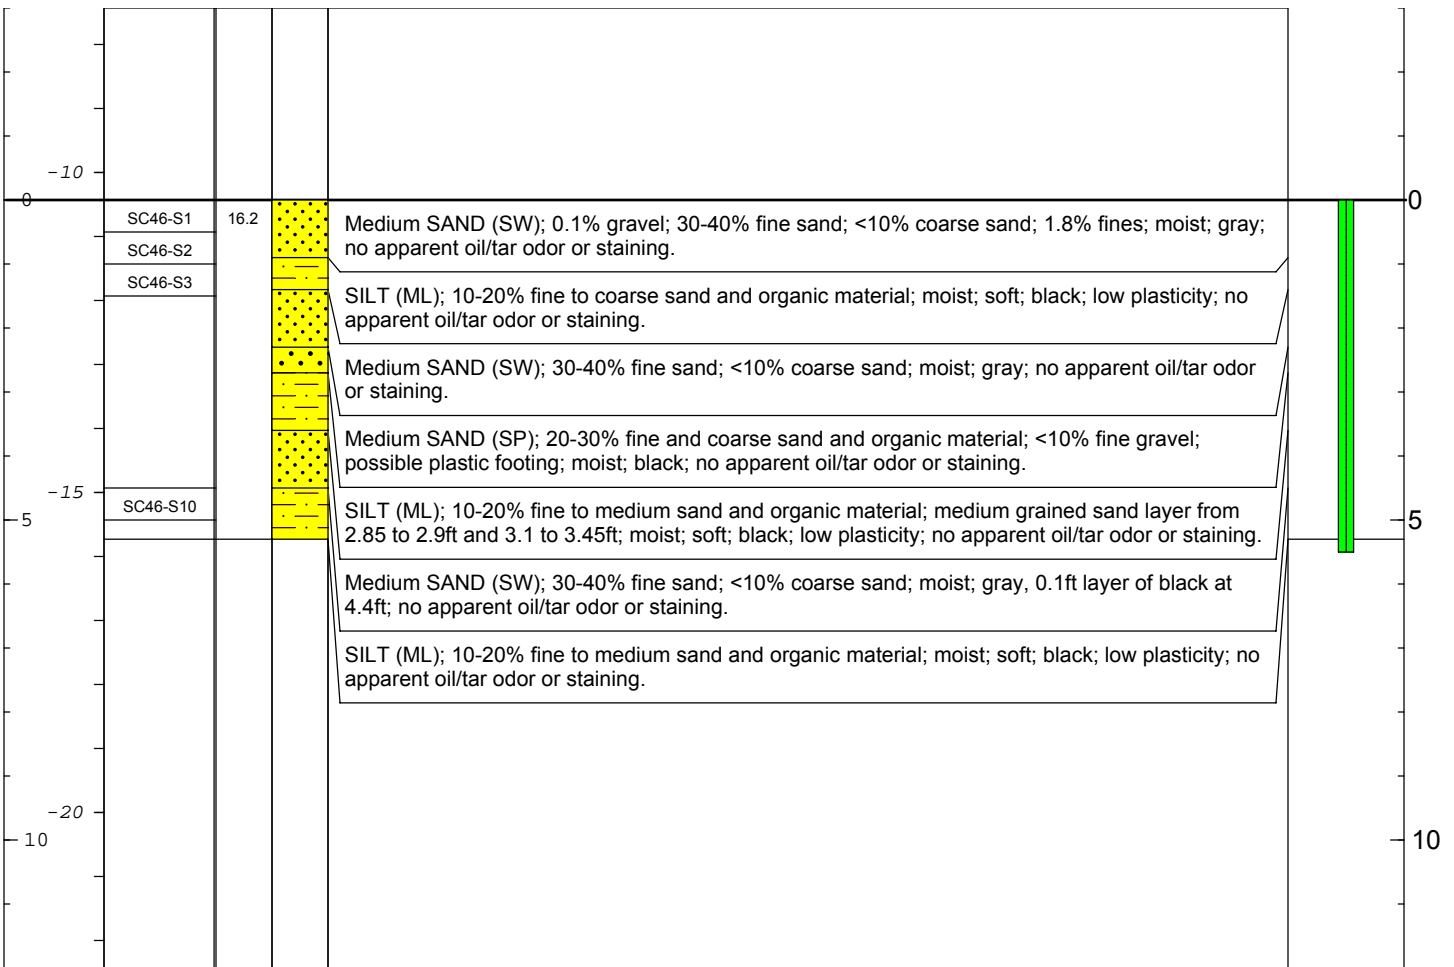 -10
0
0
SC46-S1
16.2
Medium SAND (SW); 0.1% gravel; 30-40% fine sand; <10% coarse sand; 1.8% fines; moist; gray;
no apparent oil/tar odor or staining.
SC46-S2
SC46-S3
SILT (ML); 10-20% fine to coarse sand and organic material; moist; soft; black; low plasticity; no
apparent oil/tar odor or staining.
Medium SAND (SW); 30-40% fine sand; <10% coarse sand; moist; gray; no apparent oil/tar odor
or staining.
Medium SAND (SP); 20-30% fine and coarse sand and organic material; <10% fine gravel;
possible plastic footing; moist; black; no apparent oil/tar odor or staining.
-15
SC46-S10
5
5
SILT (ML); 10-20% fine to medium sand and organic material; medium grained sand layer from
2.85 to 2.9ft and 3.1 to 3.45ft; moist; soft; black; low plasticity; no apparent oil/tar odor or staining.
Medium SAND (SW); 30-40% fine sand; <10% coarse sand; moist; gray, 0.1ft layer of black at
4.4ft; no apparent oil/tar odor or staining.
SILT (ML); 10-20% fine to medium sand and organic material; moist; soft; black; low plasticity; no
apparent oil/tar odor or staining.
-20
10
10